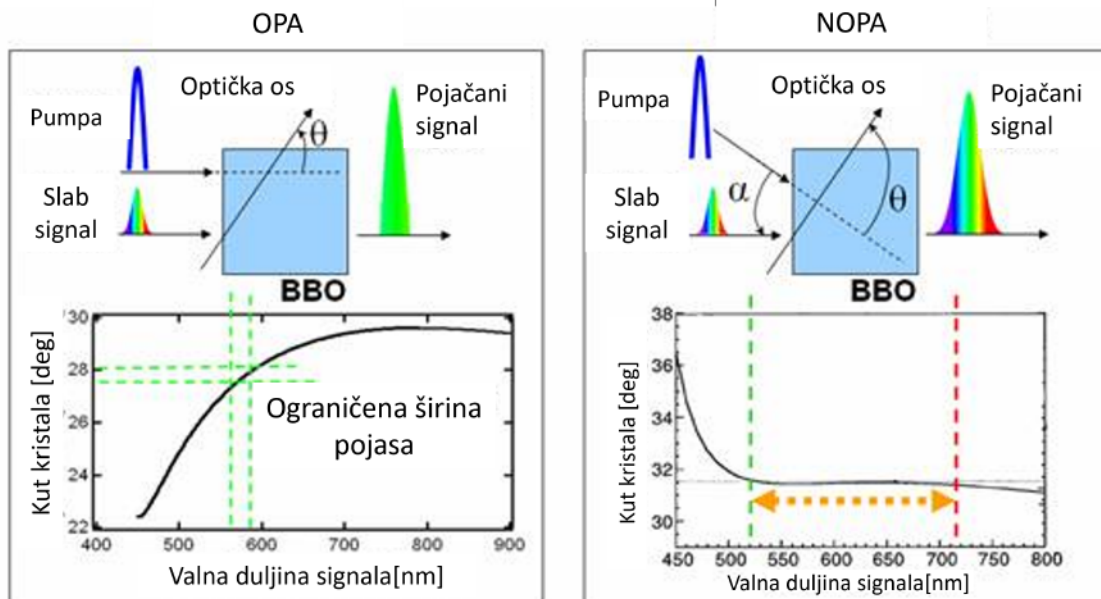 OPA
Pumpa
Optička os
θ
Pojačani
signal
Slab
signal
BBO
Kut kristala [deg]
30
28
26
24
22
Ograničena širina
pojasa
400 500 600 700 800 900
Valna duljina signala[nm]
NOPA
Pumpa
Optička os
Pojačani
signal
Slab
signal
α
θ
BBO
Kut kristala [deg]
38
36
34
32
30
450 500 550 600 650 700 750 800
Valna duljina signala[nm]